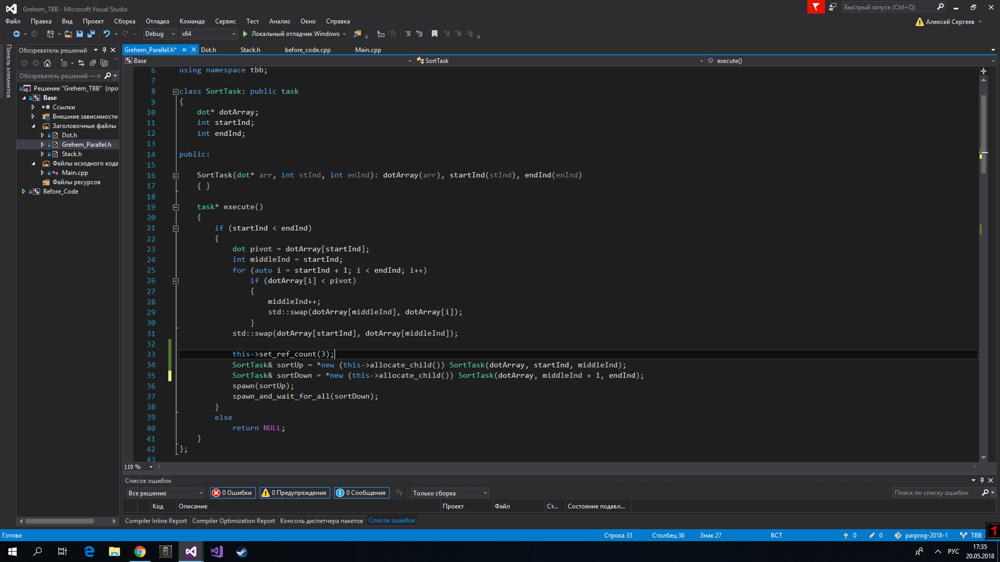 Grehem_TBB - Microsoft Visual Studio
Быстрый запуск (Ctrl+Q)
Файл Правка Вид Проект Сборка Отладка Команда Сервис Тест Анализ Окно Справка
Алексей Сергеев
Debug x64 Локальный отладчик Windows
Панель элементов
Обозреватель решений
Обозреватель решений — п
Решение "Grehem_TBB" (про
Base
Ссылки
Внешние зависимости
Заголовочные файлы
Dot.h
Grehem_Parallel.h
Stack.h
Файлы исходного кода
Main.cpp
Файлы ресурсов
Before_Code
Grehem_Parallel.h* Dot.h Stack.h before_code.cpp Main.cpp
Base SortTask execute()
6 using namespace tbb;
7
8 class SortTask: public task
9 {
10 dot* dotArray;
11 int startInd;
12 int endInd;
13
14 public:
15
16 SortTask(dot* arr, int stInd, int enInd): dotArray(arr), startInd(stInd), endInd(enInd)
17 { }
18
19 task* execute()
20 {
21 if (startInd < endInd)
22 {
23 dot pivot = dotArray[startInd];
24 int middleInd = startInd;
25 for (auto i = startInd + 1; i < endInd; i++)
26 if (dotArray[i] < pivot)
27 {
28 middleInd++;
29 std::swap(dotArray[middleInd], dotArray[i]);
30 }
31 std::swap(dotArray[startInd], dotArray[middleInd]);
32
33 this->set_ref_count(3);
34 SortTask& sortUp = *new (this->allocate_child()) SortTask(dotArray, startInd, middleInd);
35 SortTask& sortDown = *new (this->allocate_child()) SortTask(dotArray, middleInd + 1, endInd);
36 spawn(sortUp);
37 spawn_and_wait_for_all(sortDown);
38 }
39 else
40 return NULL;
41 }
42 };
43
119 %
Список ошибок
Все решение 0 Ошибки 0 Предупреждения 0 Сообщения Только сборка Поиск по списку ошибок
Код Описание Проект Файл Ст... Состояние подавл...
Compiler Inline Report Compiler Optimization Report Консоль диспетчера пакетов Список ошибок
Готово Строка 33 Столбец 36 Знак 27 ВСТ 0 0 parprog-2018-1 TBB
РУС
17:35
20.05.2018